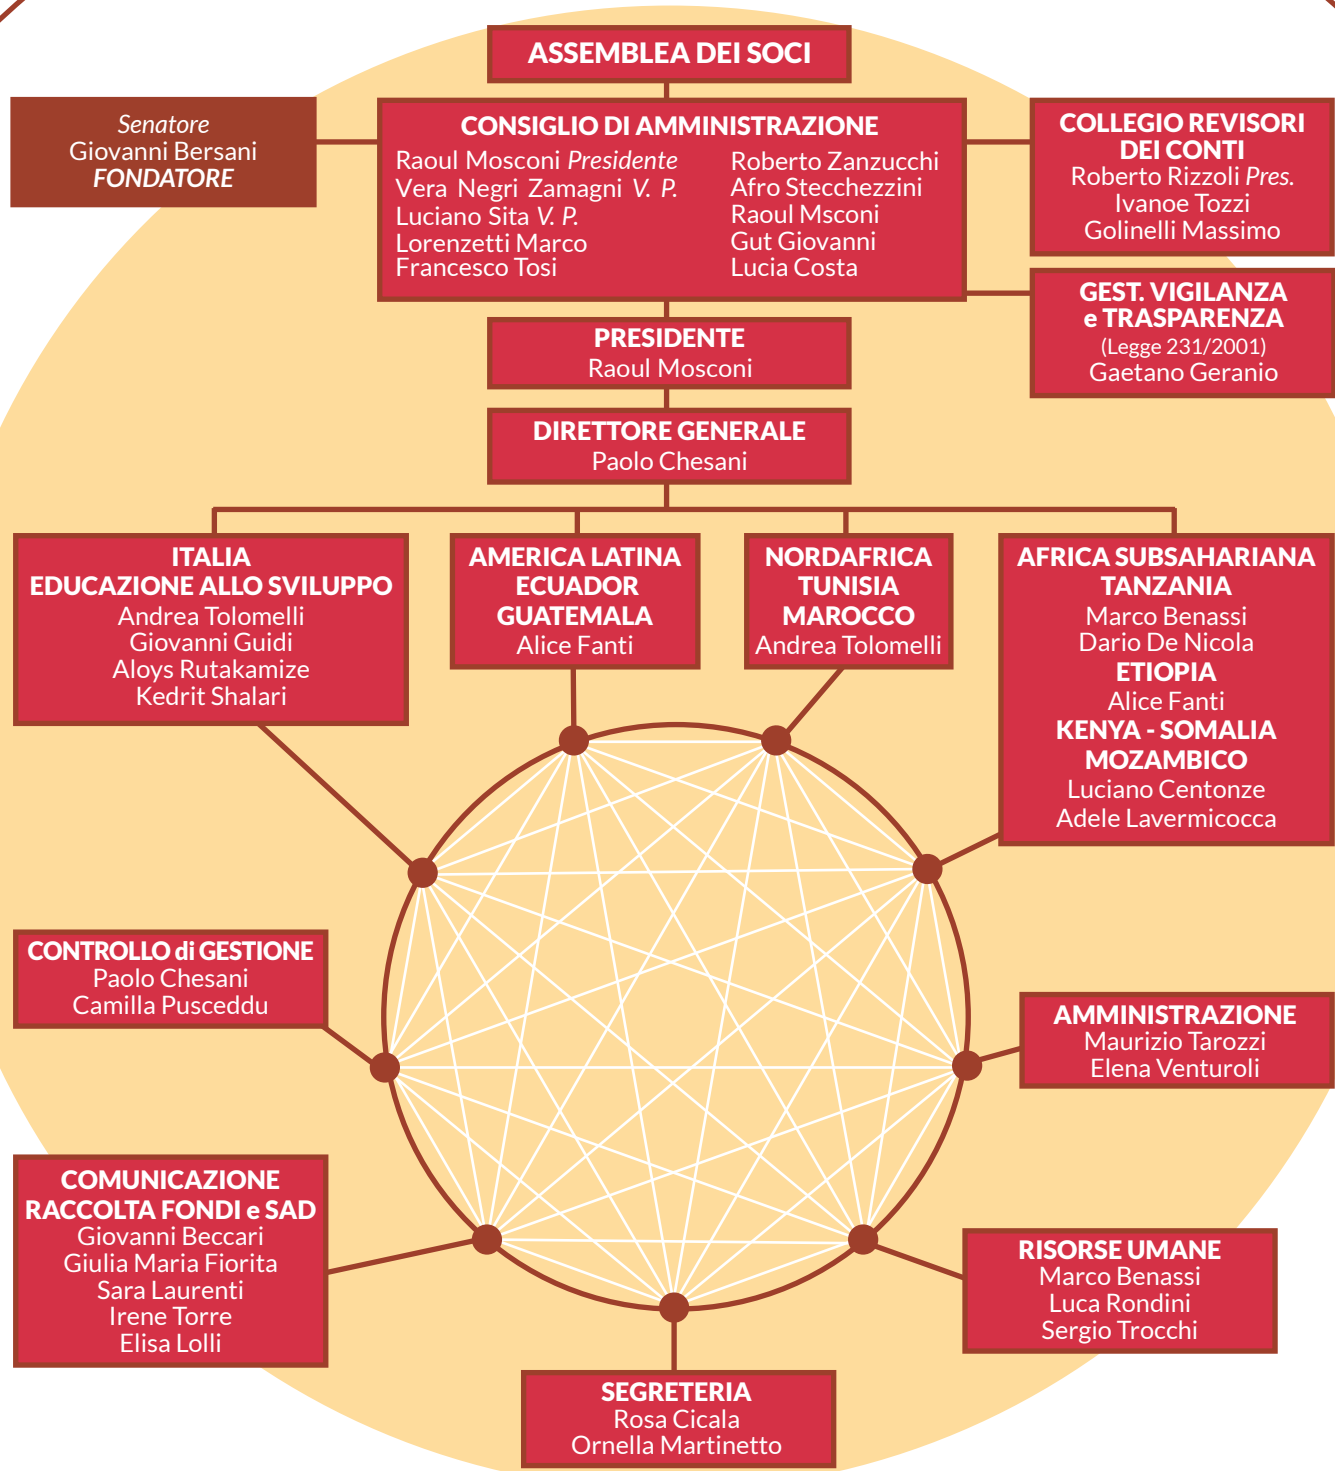 ASSEMBLEA DEI SOCI
Senatore
Giovanni Bersani
FONDATORE
CONSIGLIO DI AMMINISTRAZIONE
Raoul Mosconi Presidente
Vera Negri Zamagni V. P.
Luciano Sita V. P.
Lorenzetti Marco
Francesco Tosi
Roberto Zanzucchi
Afro Stecchezzini
Raoul Msconi
Gut Giovanni
Lucia Costa
COLLEGIO REVISORI
DEI CONTI
Roberto Rizzoli Pres.
Ivanoe Tozzi
Golinelli Massimo
GEST. VIGILANZA
e TRASPARENZA
(Legge 231/2001)
Gaetano Geranio
PRESIDENTE
Raoul Mosconi
DIRETTORE GENERALE
Paolo Chesani
ITALIA
EDUCAZIONE ALLO SVILUPPO
Andrea Tolomelli
Giovanni Guidi
Aloys Rutakamize
Kedrit Shalari
AMERICA LATINA
ECUADOR
GUATEMALA
Alice Fanti
NORDAFRICA
TUNISIA
MAROCCO
Andrea Tolomelli
AFRICA SUBSAHARIANA
TANZANIA
Marco Benassi
Dario De Nicola
ETIOPIA
Alice Fanti
KENYA - SOMALIA
MOZAMBICO
Luciano Centonze
Adele Lavermicocca
CONTROLLO di GESTIONE
Paolo Chesani
Camilla Pusceddu
AMMINISTRAZIONE
Maurizio Tarozzi
Elena Venturoli
COMUNICAZIONE
RACCOLTA FONDI e SAD
Giovanni Beccari
Giulia Maria Fiorita
Sara Laurenti
Irene Torre
Elisa Lolli
RISORSE UMANE
Marco Benassi
Luca Rondini
Sergio Trocchi
SEGRETERIA
Rosa Cicala
Ornella Martinetto